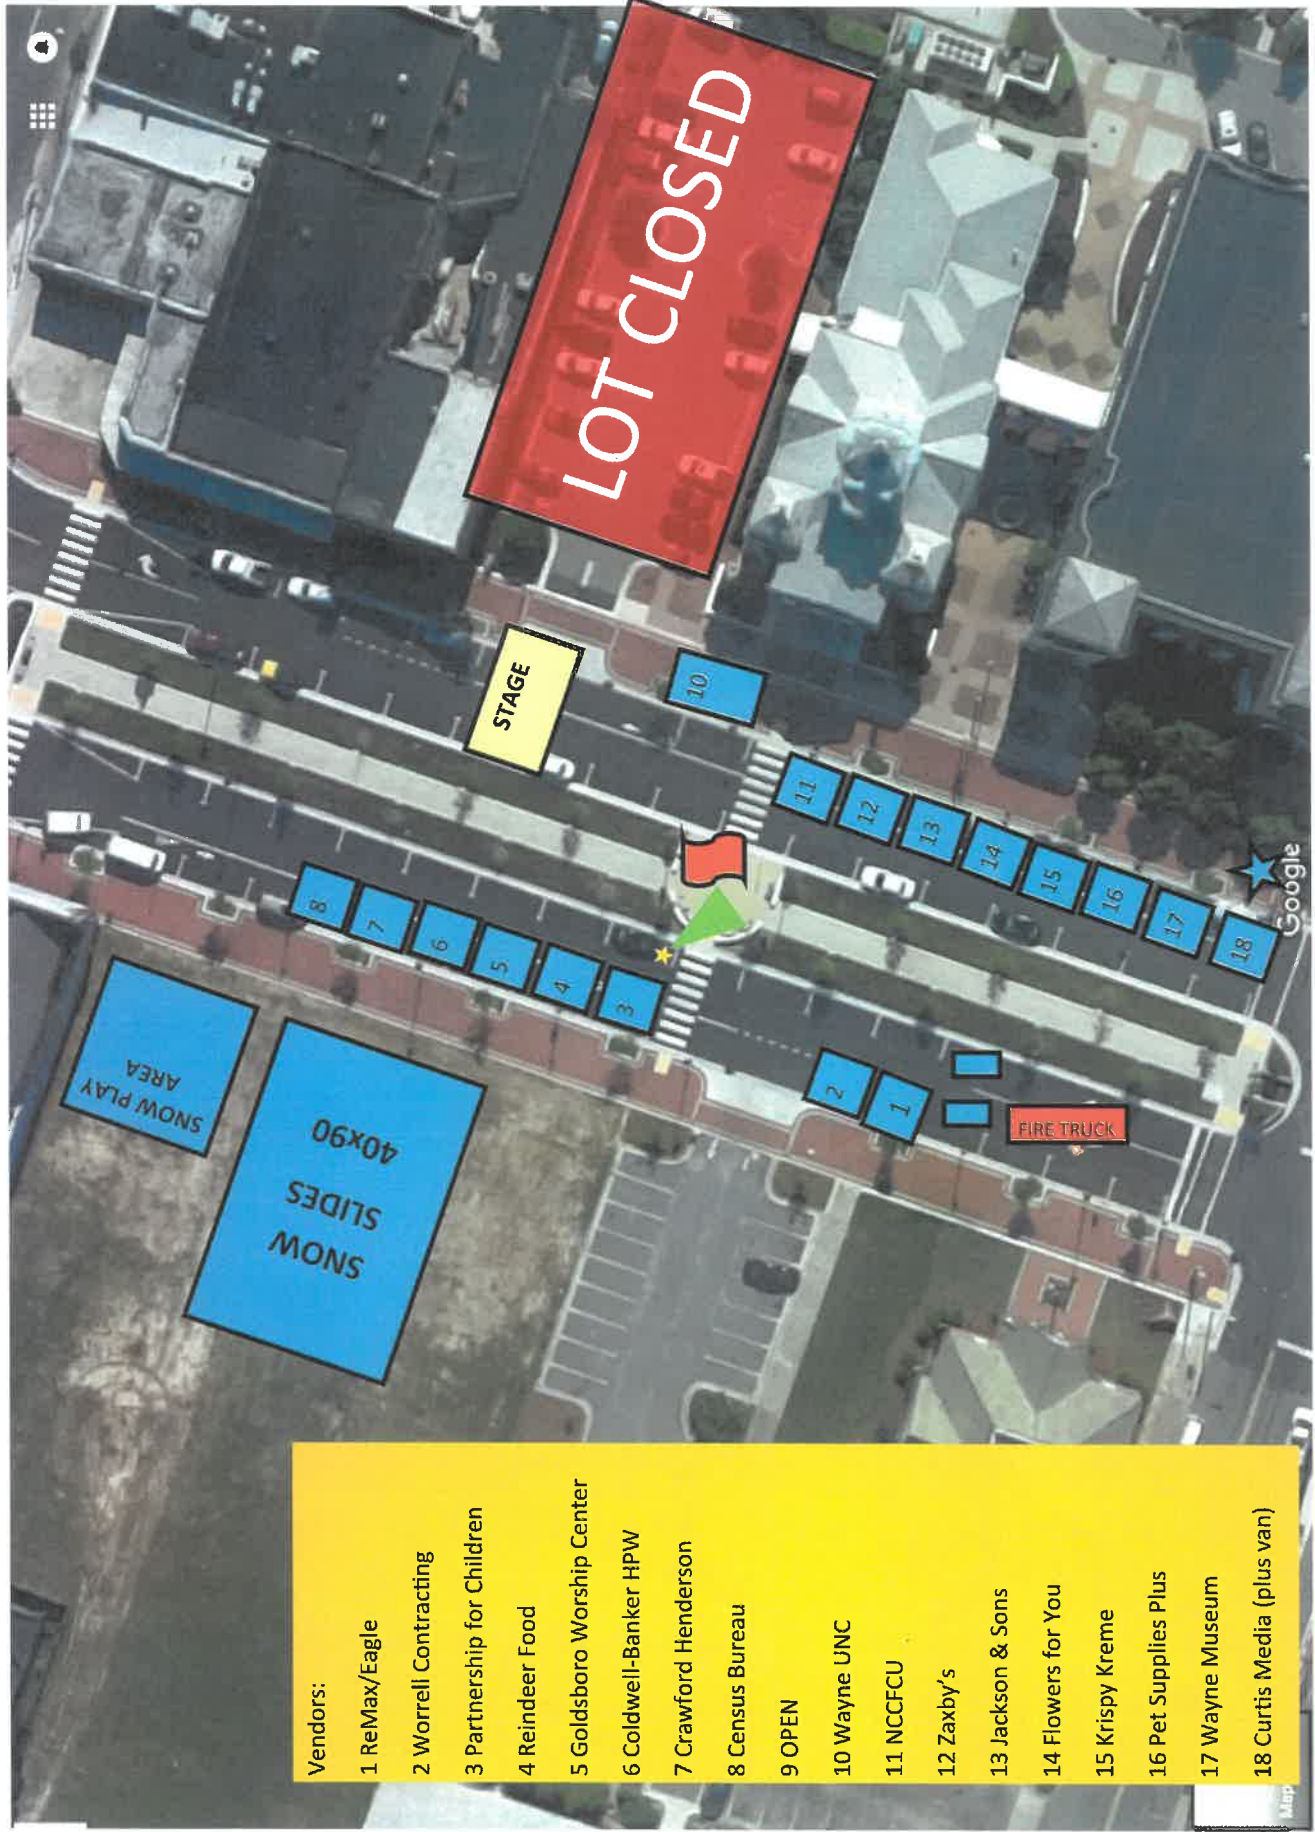 Vendors:
1 ReMax/Eagle
2 Worrell Contracting
3 Partnership for Children
4 Reindeer Food
5 Goldsboro Worship Center
6 Coldwell-Banker HPW
7 Crawford Henderson
8 Census Bureau
9 OPEN
10 Wayne UNC
11 NCCFCU
12 Zaxby's
13 Jackson & Sons
14 Flowers for You
15 Krispy Kreme
16 Pet Supplies Plus
17 Wayne Museum
18 Curtis Media (plus van)
SNOW PLAY
AREA
SNOW
SLIDES
40x90
8
7
6
5
4
3
2
1
FIRE TRUCK
STAGE
LOT CLOSED
10
11
12
13
14
15
16
17
18
Google
Map